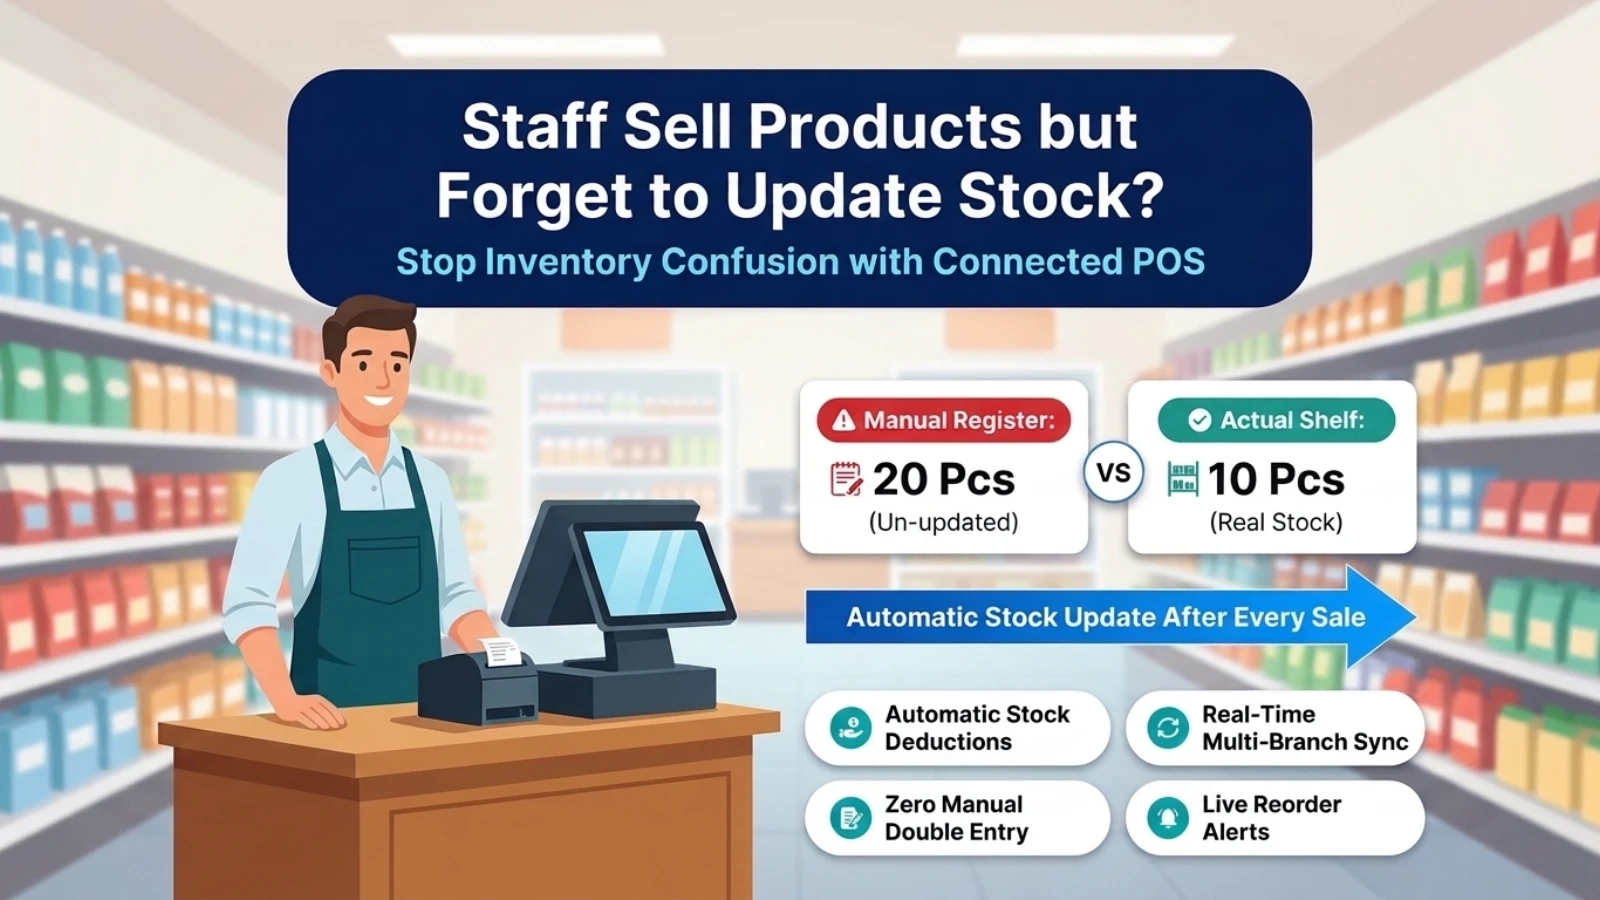 Staff Sell Products but
Forget to Update Stock?
Stop Inventory Confusion with Connected POS
Manual Register:
20 Pcs
(Un-updated)
VS
Actual Shelf:
10 Pcs
(Real Stock)
Automatic Stock Update After Every Sale
Automatic Stock
Deductions
Real-Time
Multi-Branch Sync
Zero Manual
Double Entry
Live Reorder
Alerts